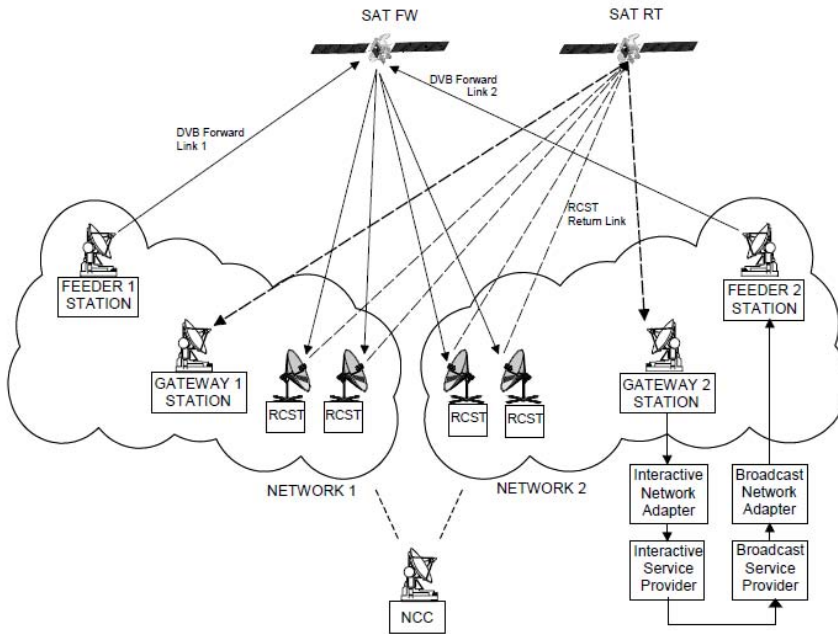 SAT FW
SAT RT
DVB Forward
Link 2
DVB Forward
Link 1
RCST
Return Link
FEEDER 1
STATION
FEEDER 2
STATION
GATEWAY 1
STATION
RCST
RCST
RCST
RCST
GATEWAY 2
STATION
NETWORK 1
NETWORK 2
Interactive
Network
Adapter
Broadcast
Network
Adapter
Interactive
Service
Provider
Broadcast
Service
Provider
NCC